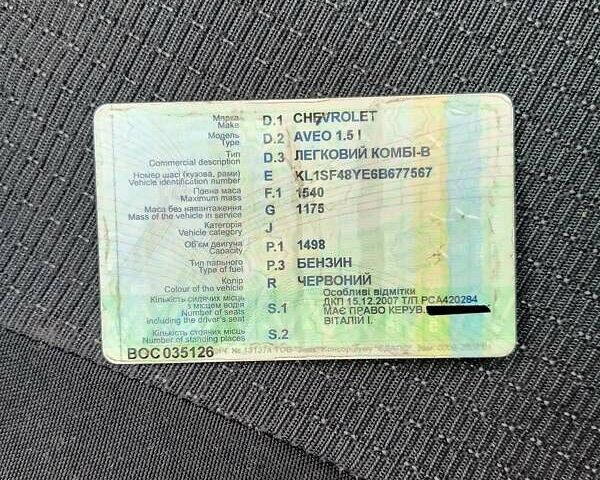 Марка D.1 CHEVROLET
Make
Модель D.2 AVEO 1.5 I
Type
Тип D.3 ЛЕГКОВИЙ КОМБІ-В
Commercial description
Номер шасі (кузова, рами) E KL1SF48YE6B677567
Vehicle identification number
Повна маса F.1 1540
Maximum mass
Маса без навантаження G 1175
Mass of the vehicle in service
Категорія J
Vehicle category
Об'єм двигуна P.1 1498
Capacity
Тип пального P.3 БЕНЗИН
Type of fuel
Колір R ЧЕРВОНИЙ
Colour of the vehicle
Особливі відмітки
Кількість сидячих місць ДКП 15.12.2007 Т/П РСА420284
з місцем водія S.1 МАЄ ПРАВО КЕРУВ.
Number of seats ВІТАЛІЙ І.
including the driver's seat
Кількість стоячих місць S.2
Number of standing places
ВОС 035126